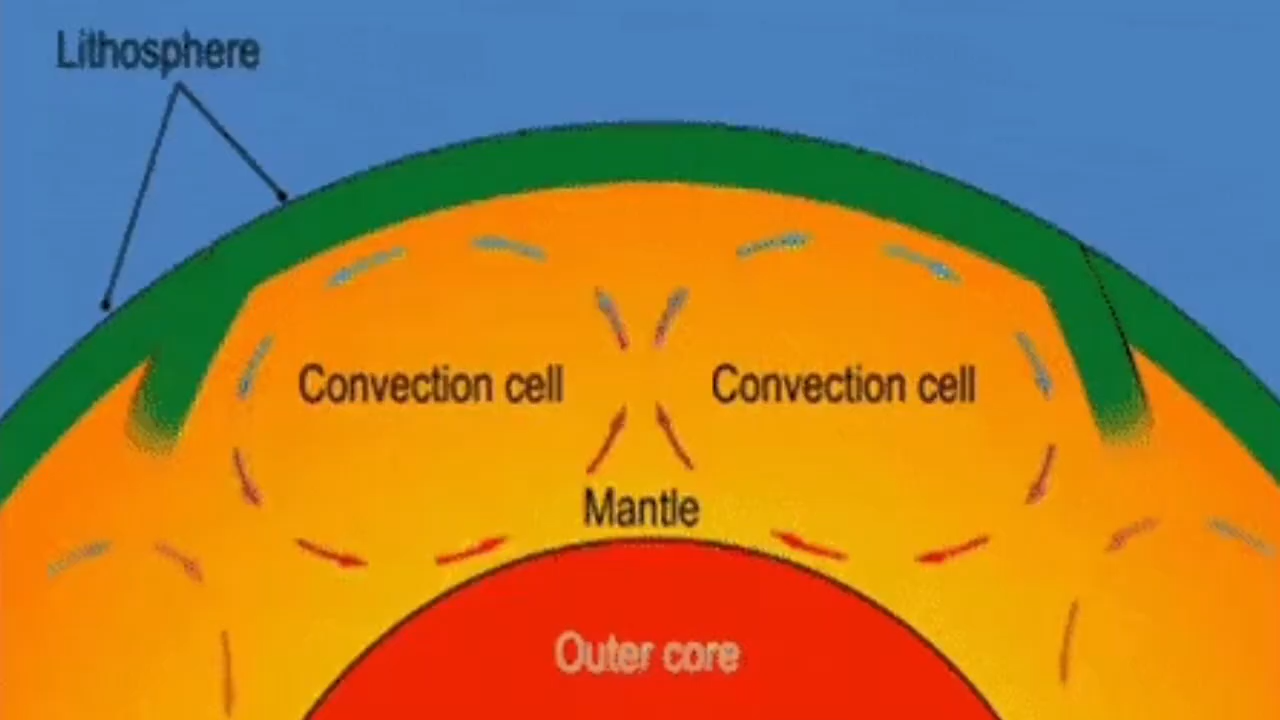 Lithosphere
Convection cell
Convection cell
Mantle
Outer core